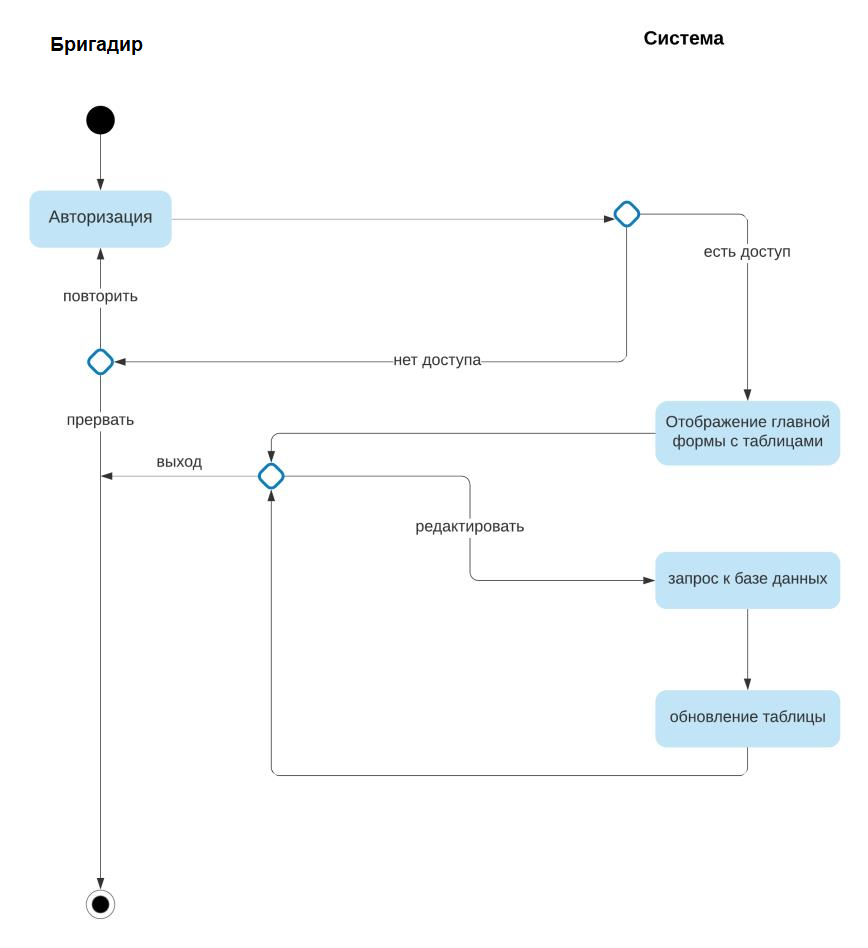 Бригадир
Система
Авторизация
есть доступ
повторить
нет доступа
прервать
Отображение главной
формы с таблицами
выход
редактировать
запрос к базе данных
обновление таблицы